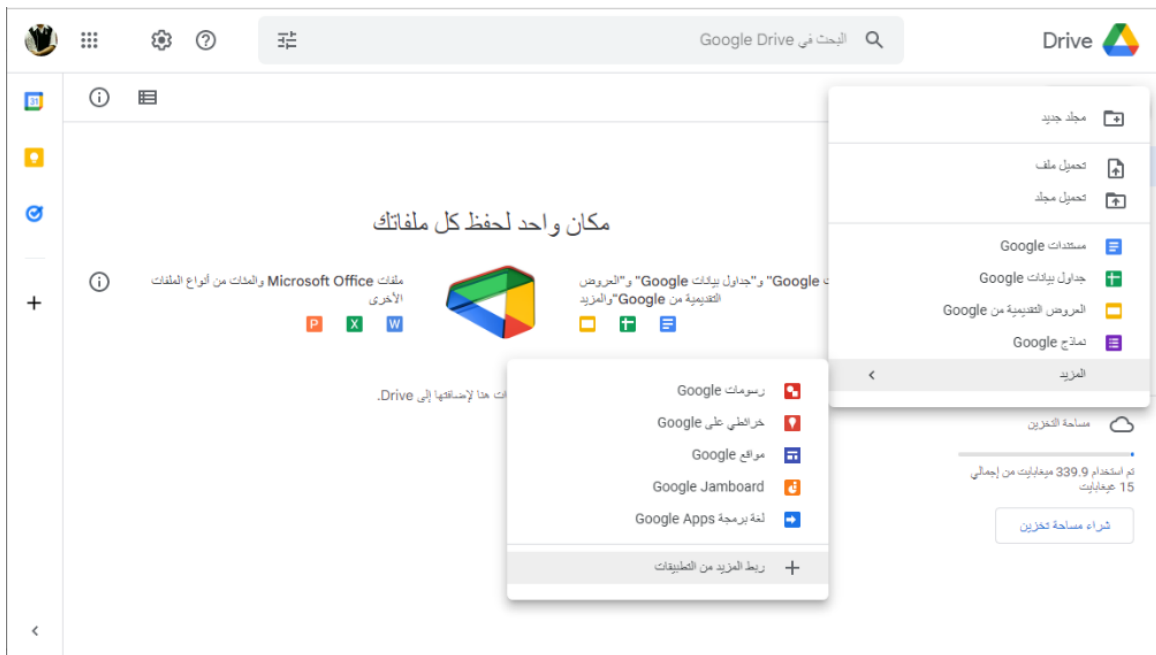 Drive
البحث في Google Drive
31
مجلد جديد
تحميل ملف
تحميل مجلد
مستندات Google
جداول بيانات Google
العروض التقديمية من Google
نماذج Google
المزيد
مكان واحد لحفظ كل ملفاتك
Google" و"جداول بيانات Google" و"العروض
التقديمية من Google"والمزيد
ملفات Microsoft Office والمئات من أنواع الملفات
الأخرى
W X P
هنا لإضافتها إلى Drive.
رسومات Google
خرائطي على Google
مواقع Google
Google Jamboard
لغة برمجة Google Apps
ربط المزيد من التطبيقات
مساحة التخزين
تم استخدام 339.9 ميغابايت من إجمالي
15 غيغابايت
شراء مساحة تخزين